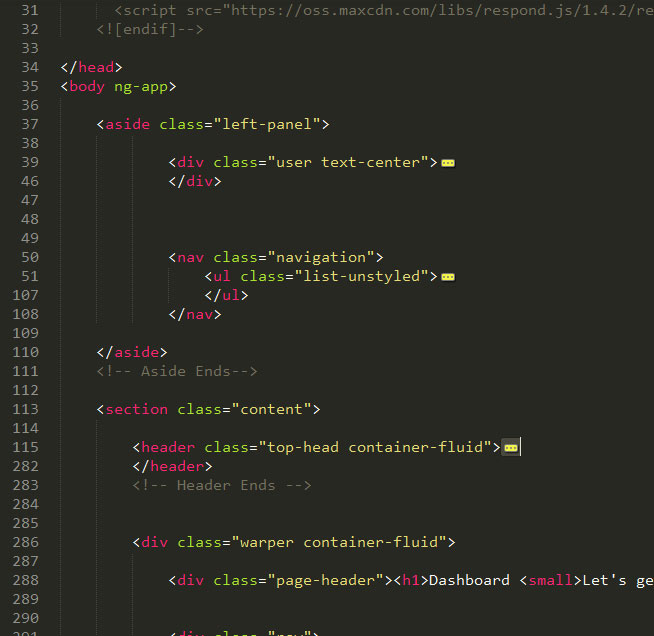 31 <script src="https://oss.maxcdn.com/libs/respond.js/1.4.2/re
32 <![endif]-->
33
34 </head>
35 <body ng-app>
36
37 <aside class="left-panel">
38
39 <div class="user text-center">
46 </div>
47
48
49
50 <nav class="navigation">
51 <ul class="list-unstyled">
107 </ul>
108 </nav>
109
110 </aside>
111 <!-- Aside Ends-->
112
113 <section class="content">
114
115 <header class="top-head container-fluid">
282 </header>
283 <!-- Header Ends -->
284
285
286 <div class="warper container-fluid">
287
288 <div class="page-header"><h1>Dashboard <small>Let's ge
289
290
291 <div class="row">